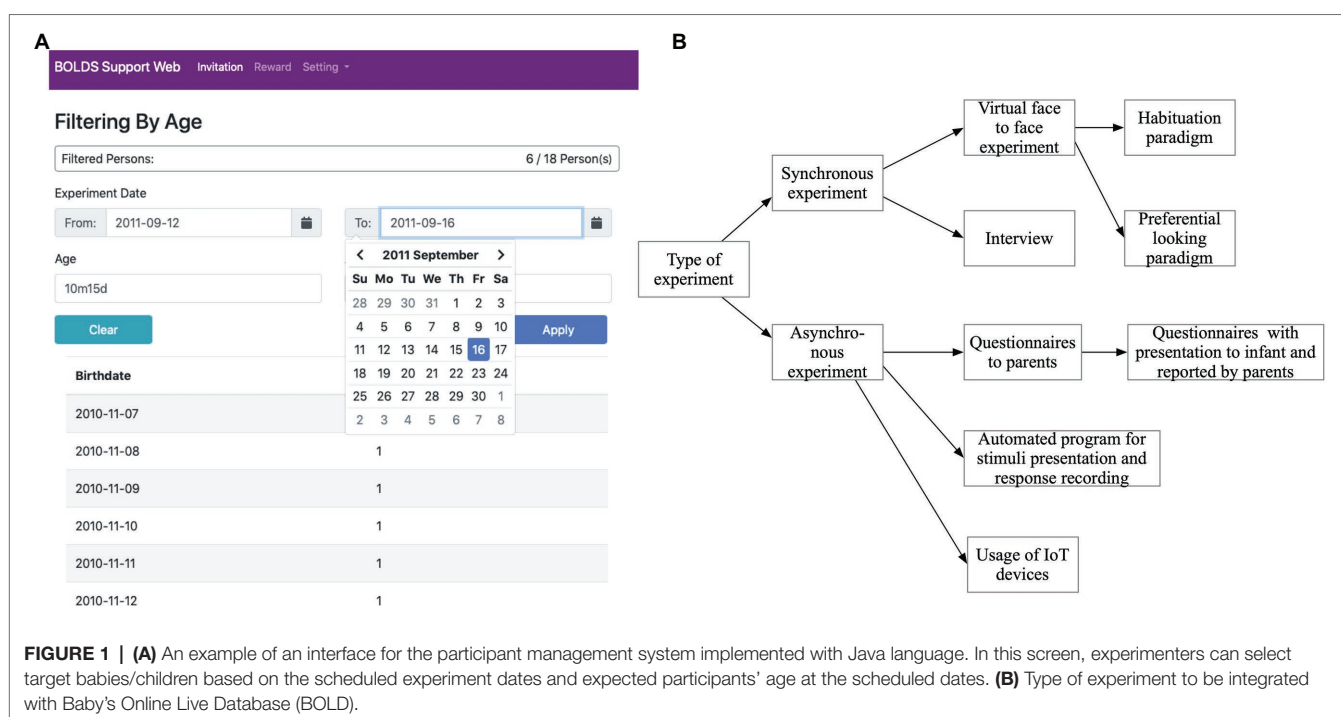 A
BOLDS Support Web Invitation Reward Setting
Filtering By Age
Filtered Persons: 6 / 18 Person(s)
Experiment Date
From: 2011-09-12 To: 2011-09-16
Age
10m15d
Clear Apply
2011 September
Su Mo Tu We Th Fr Sa
28 29 30 31 1 2 3
4 5 6 7 8 9 10
11 12 13 14 15 16 17
18 19 20 21 22 23 24
25 26 27 28 29 30 1
2 3 4 5 6 7 8
Birthdate
2010-11-07
2010-11-08 1
2010-11-09 1
2010-11-10 1
2010-11-11 1
2010-11-12 1
B
Type of
experiment
Synchronous
experiment
Virtual face
to face
experiment
Habituation
paradigm
Preferential
looking
paradigm
Interview
Asynchro-
nous
experiment
Questionnaires
to parents
Questionnaires with
presentation to infant and
reported by parents
Automated program for
stimuli presentation and
response recording
Usage of IoT
devices
FIGURE 1 | (A) An example of an interface for the participant management system implemented with Java language. In this screen, experimenters can select
target babies/children based on the scheduled experiment dates and expected participants' age at the scheduled dates. (B) Type of experiment to be integrated
with Baby's Online Live Database (BOLD).